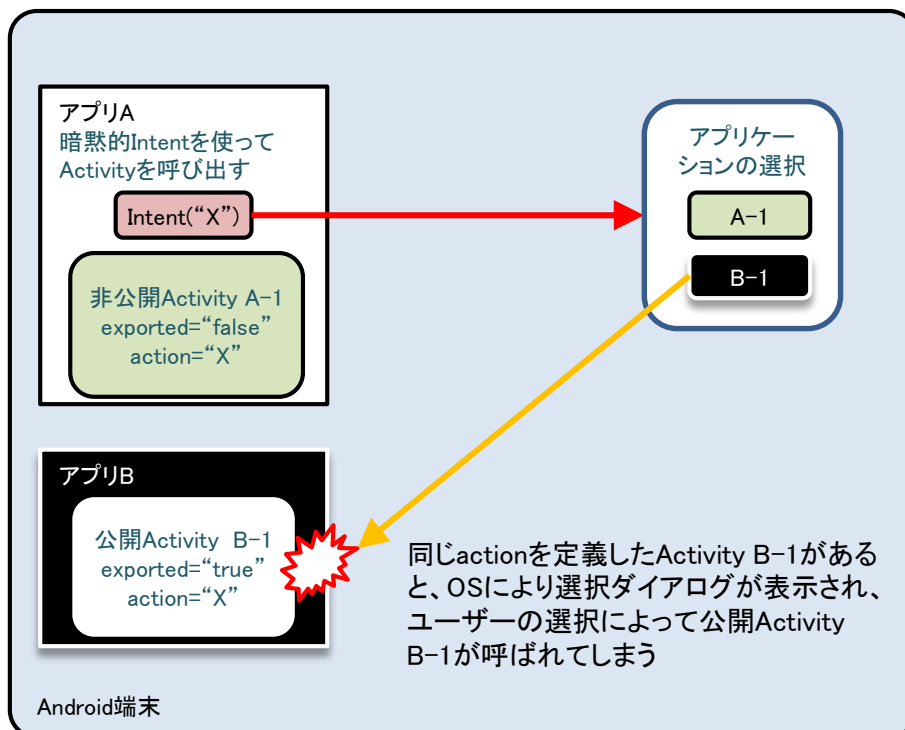 アプリA
暗黙的Intentを使って
Activityを呼び出す
Intent(“X”)
非公開Activity A-1
exported=“false”
action=“X”
アプリケー
ションの選択
A-1
B-1
アプリB
公開Activity B-1
exported=“true”
action=“X”
同じactionを定義したActivity B-1がある
と、OSにより選択ダイアログが表示され、
ユーザーの選択によって公開Activity
B-1が呼ばれてしまう
Android端末